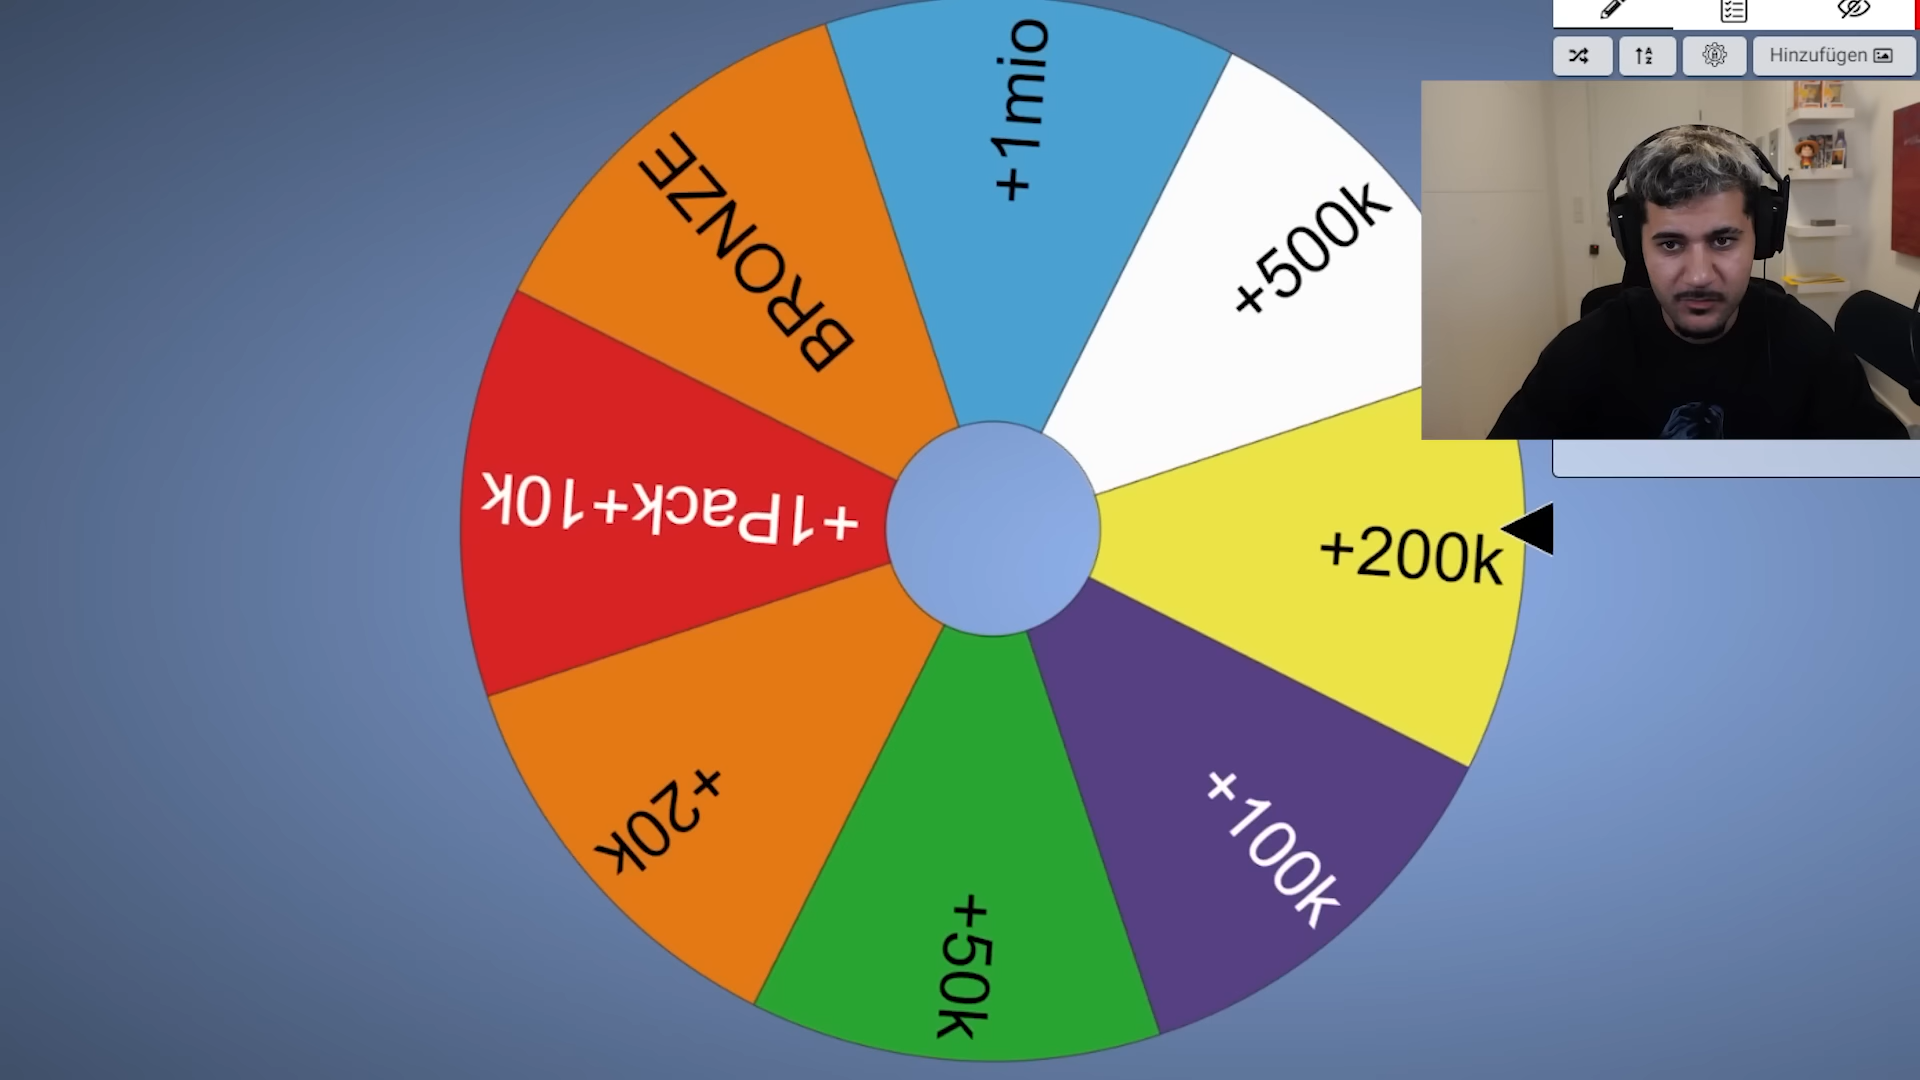 Hinzufügen
+1mio
+500k
+200k
+100k
+50k
+20k
+1Pack+10k
BRONZE